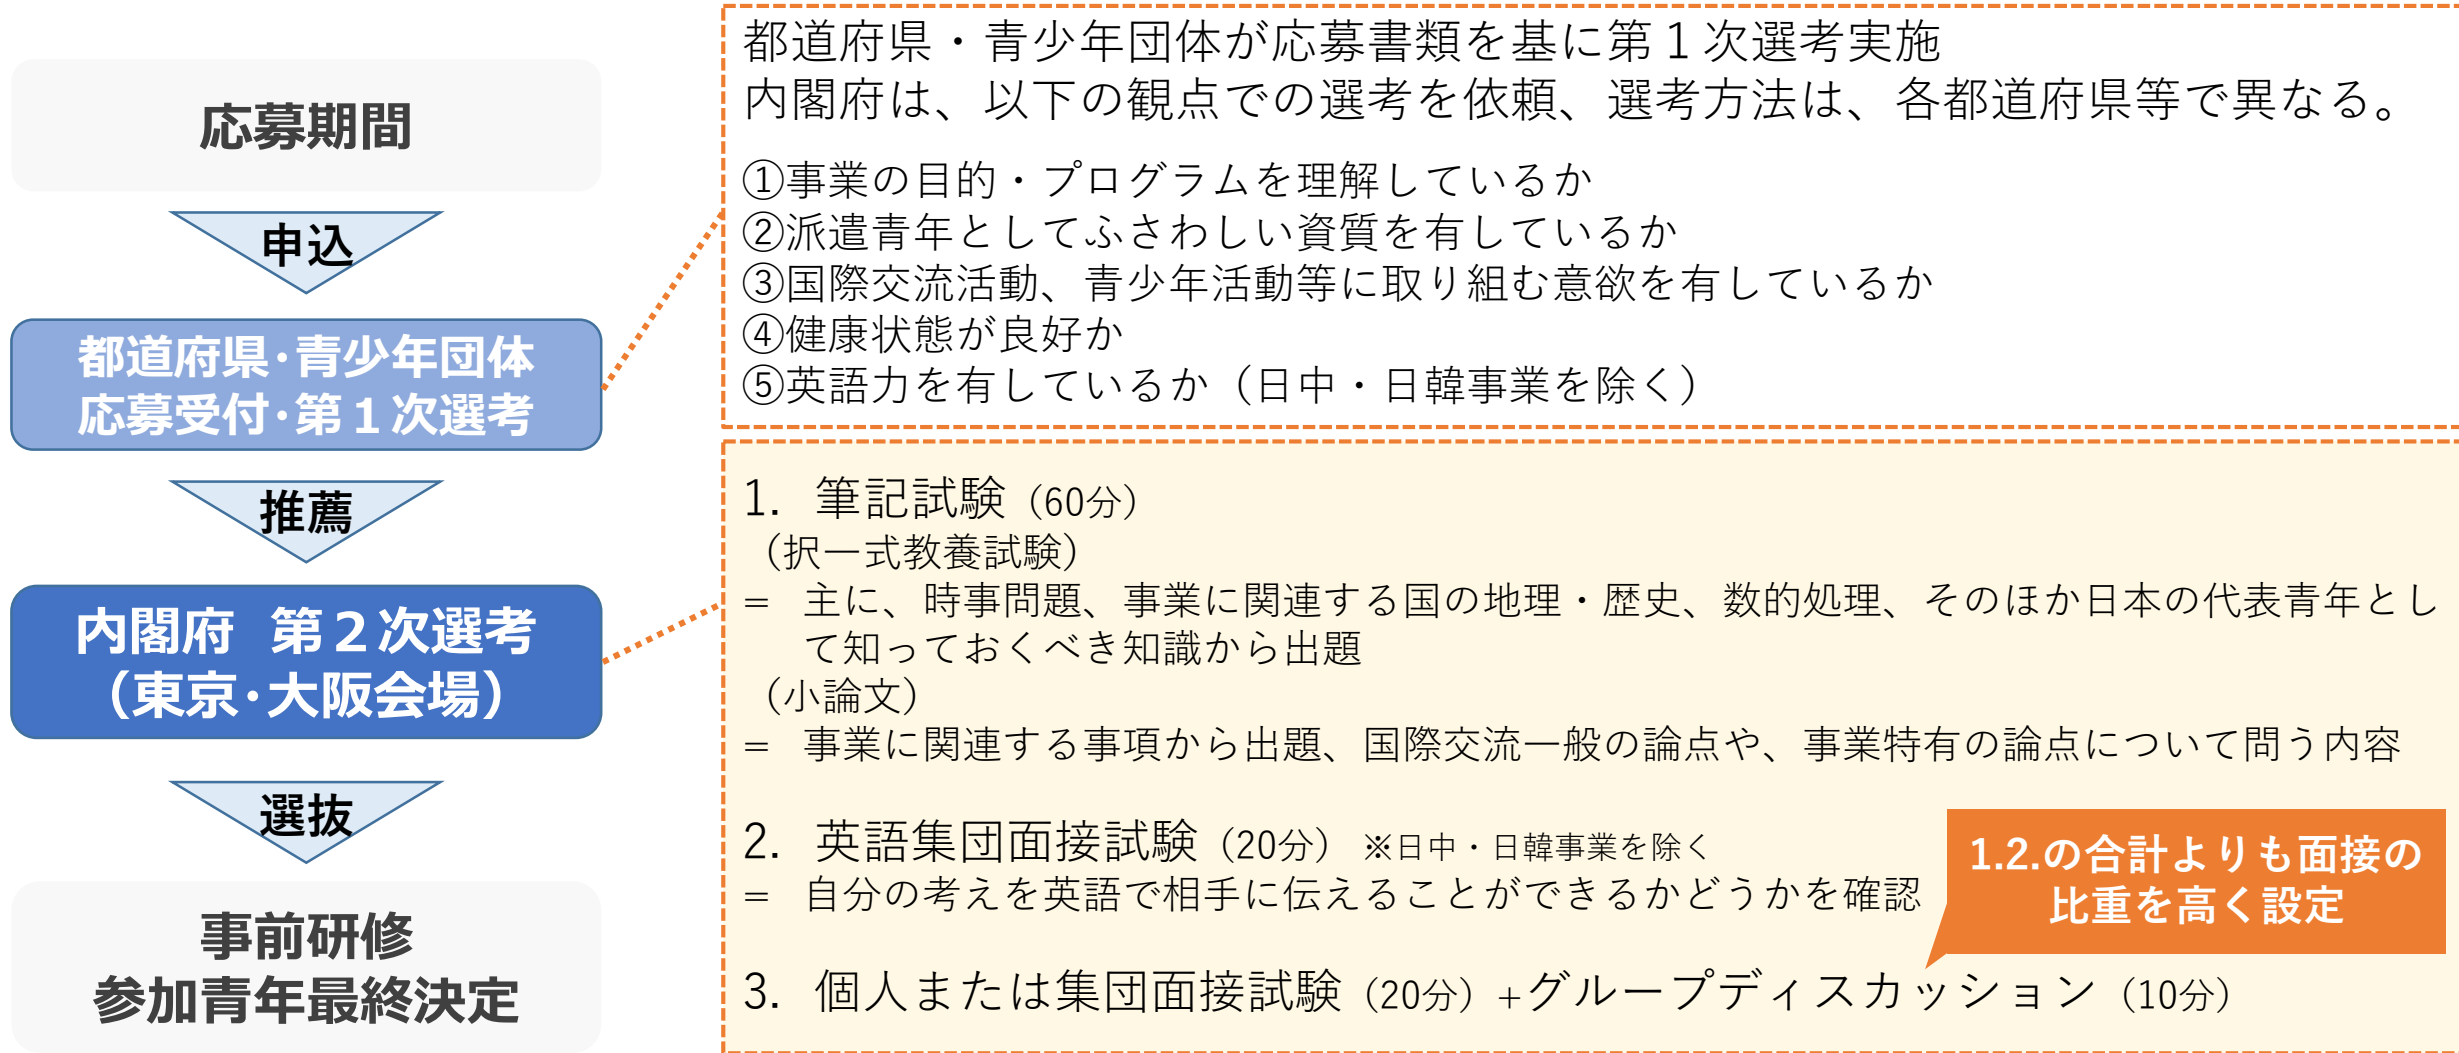 応募期間
申込
都道府県･青少年団体
応募受付･第１次選考
推薦
内閣府 第２次選考
（東京･大阪会場）
選抜
事前研修
参加青年最終決定
都道府県・青少年団体が応募書類を基に第１次選考実施
内閣府は、以下の観点での選考を依頼、選考方法は、各都道府県等で異なる。
①事業の目的・プログラムを理解しているか
②派遣青年としてふさわしい資質を有しているか
③国際交流活動、青少年活動等に取り組む意欲を有しているか
④健康状態が良好か
⑤英語力を有しているか（日中・日韓事業を除く）
1. 筆記試験（60分）
（択一式教養試験）
= 主に、時事問題、事業に関連する国の地理・歴史、数的処理、そのほか日本の代表青年とし
て知っておくべき知識から出題
（小論文）
= 事業に関連する事項から出題、国際交流一般の論点や、事業特有の論点について問う内容
2. 英語集団面接試験（20分）※日中・日韓事業を除く
= 自分の考えを英語で相手に伝えることができるかどうかを確認
1.2.の合計よりも面接の
比重を高く設定
3. 個人または集団面接試験（20分）+グループディスカッション（10分）